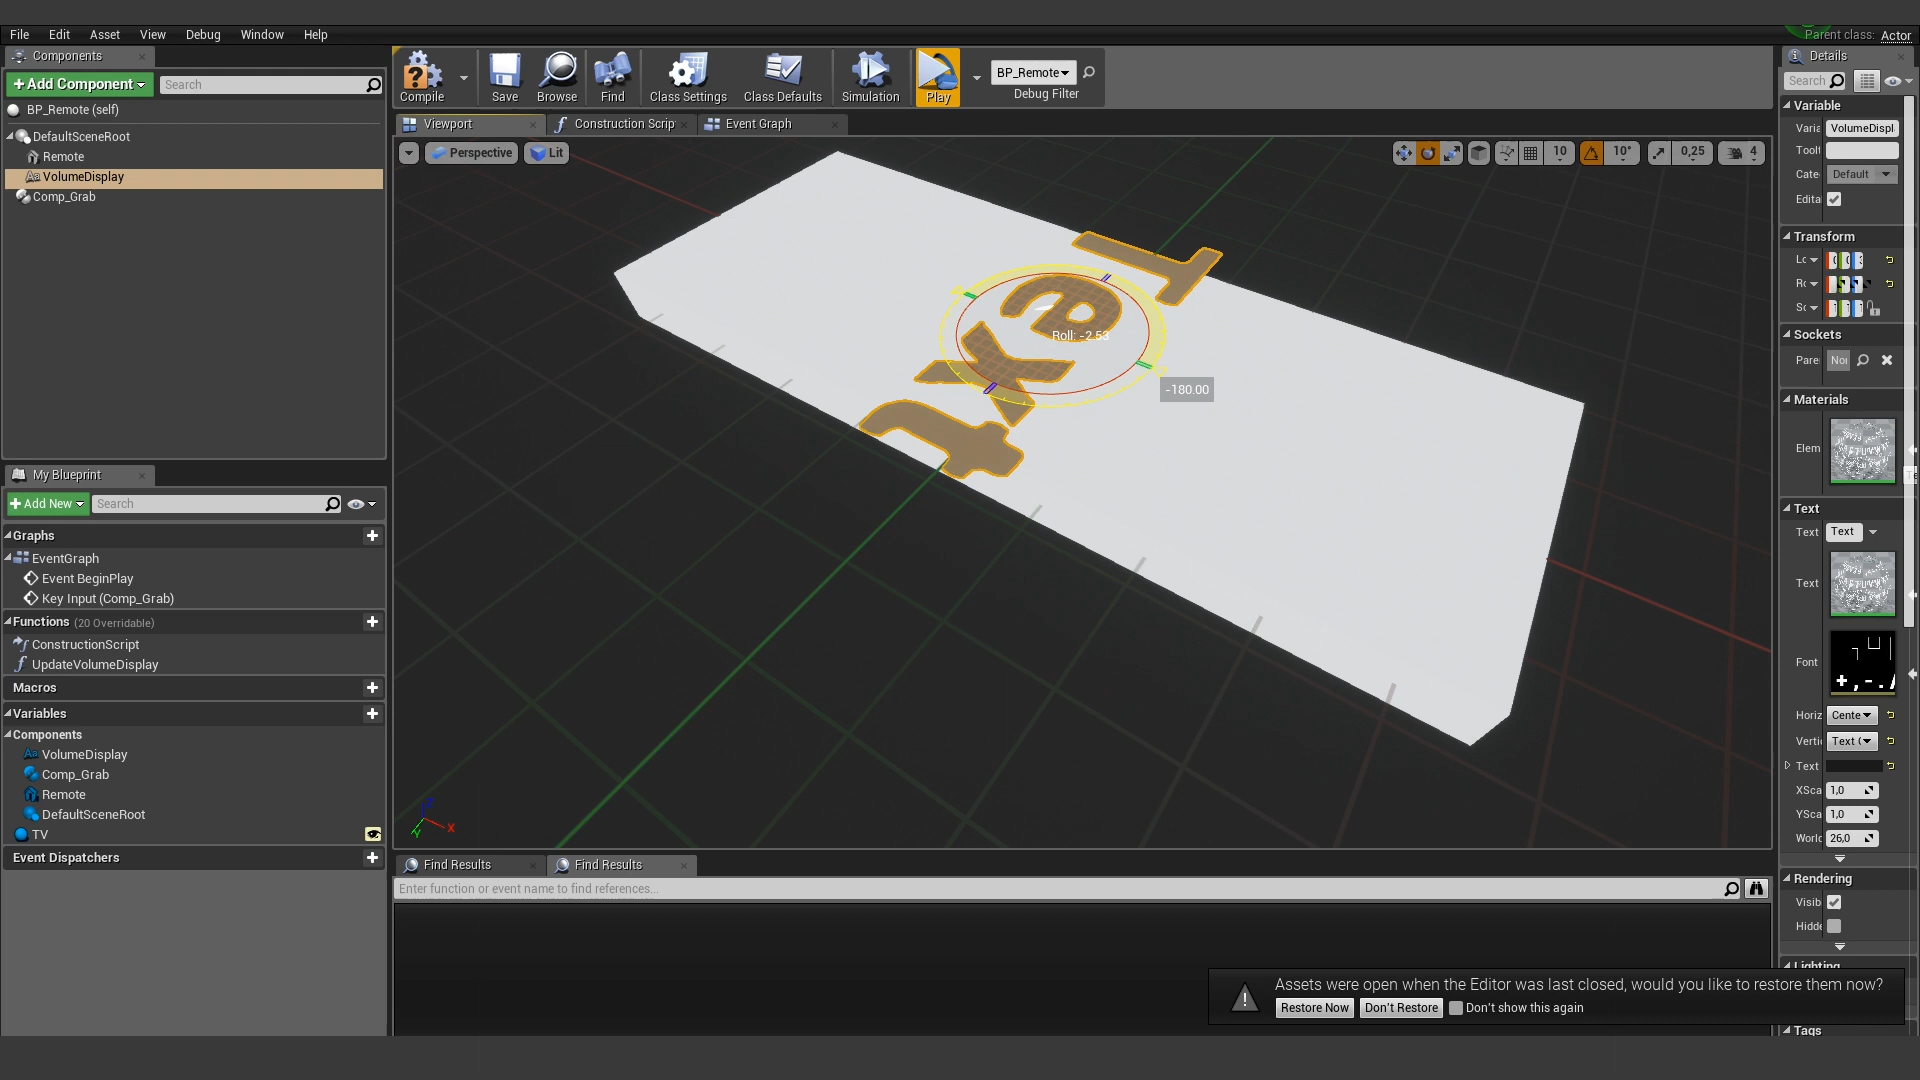 File Edit Asset View Debug Window Help
Parent class: Actor
Components
Add Component
Search
BP_Remote (self)
DefaultSceneRoot
Remote
VolumeDisplay
Comp_Grab
Compile
Save
Browse
Find
Class Settings
Class Defaults
Simulation
Play
BP_Remote
Debug Filter
Viewport
Construction Scrip
Event Graph
Perspective
Lit
10
10°
0,25
4
Text
Roll: -2.53
-180.00
X
Y
Z
My Blueprint
Add New
Search
Graphs
EventGraph
Event BeginPlay
Key Input (Comp_Grab)
Functions (20 Overridable)
ConstructionScript
UpdateVolumeDisplay
Macros
Variables
Components
VolumeDisplay
Comp_Grab
Remote
DefaultSceneRoot
TV
Event Dispatchers
Find Results
Find Results
Enter function or event name to find references...
Details
Search
Variable
Varia VolumeDispl
Toolt
Cate Default
Edita
Transform
Sockets
Pare
Materials
Elem
Text
Text Text
Text
Font
Horiz Cente
Verti Text (
Text
XSca 1,0
YSca 1,0
World 26,0
Rendering
Visib
Hidde
Lighting
Assets were open when the Editor was last closed, would you like to restore them now?
Restore Now Don't Restore Don't show this again
Tags